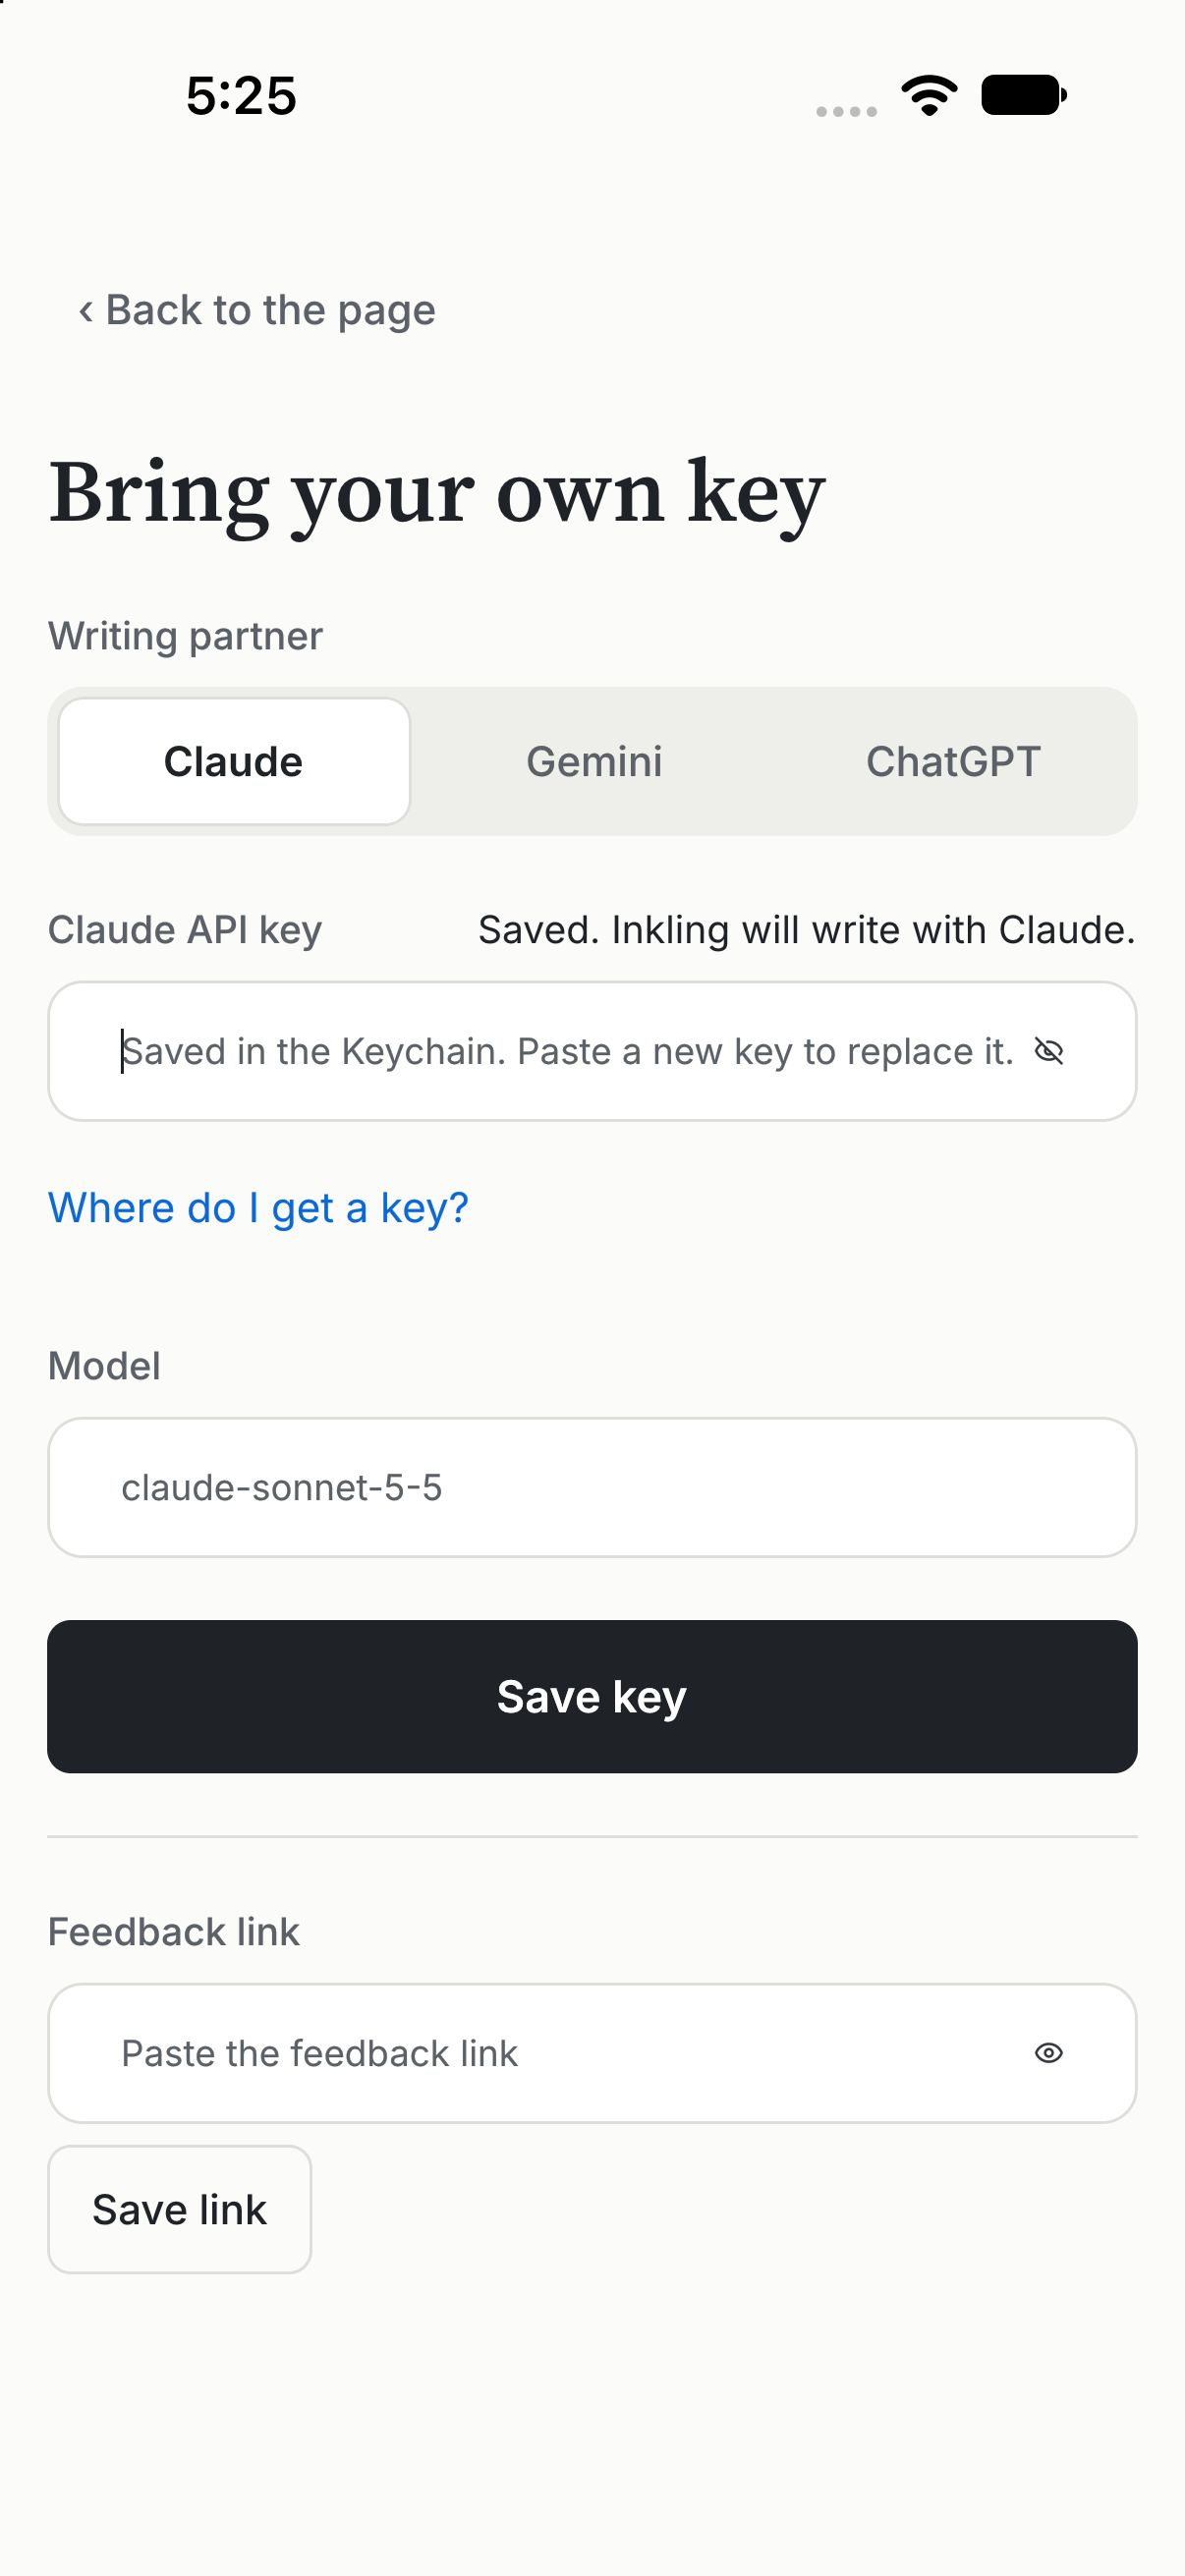 5:25
‹ Back to the page
Bring your own key
Writing partner
Claude Gemini ChatGPT
Claude API key Saved. Inkling will write with Claude.
Saved in the Keychain. Paste a new key to replace it.
Where do I get a key?
Model
claude-sonnet-5-5
Save key
Feedback link
Paste the feedback link
Save link